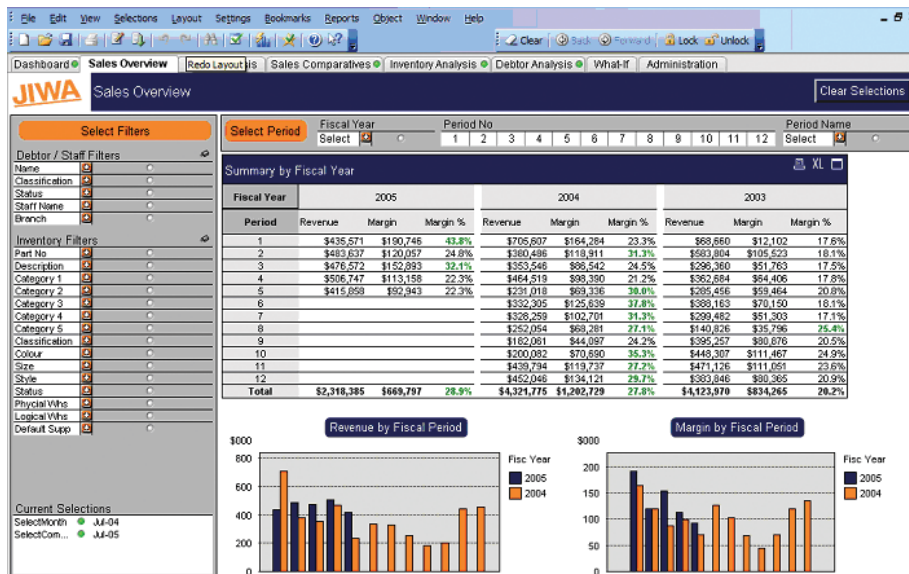 File Edit View Selections Layout Settings Bookmarks Reports Object Window Help
Clear Back Forward Lock Unlock
Dashboard Sales Overview Redo Layout is Sales Comparatives Inventory Analysis Debtor Analysis What-If Administration
JIWA Sales Overview Clear Selections
Select Filters
Select Period
Fiscal Year
Select
Period No
1 2 3 4 5 6 7 8 9 10 11 12
Period Name
Select
Debtor / Staff Filters
Name
Classification
Status
Staff Name
Branch
Inventory Filters
Part No
Description
Category 1
Category 2
Category 3
Category 4
Category 5
Classification
Colour
Size
Style
Status
Phycial Whs
Logical Whs
Default Supp
Current Selections
SelectMonth Jul-04
SelectCom... Jul-05
Summary by Fiscal Year XL
Fiscal Year 2005 2004 2003
Period Revenue Margin Margin % Revenue Margin Margin % Revenue Margin Margin %
1 $435,571 $190,746 43.8% $705,607 $164,284 23.3% $68,660 $12,102 17.6%
2 $483,637 $120,057 24.8% $380,486 $118,911 31.3% $583,804 $105,523 18.1%
3 $476,572 $152,893 32.1% $353,546 $86,542 24.5% $296,360 $51,763 17.5%
4 $506,747 $113,158 22.3% $464,519 $98,390 21.2% $362,684 $64,406 17.8%
5 $415,858 $92,943 22.3% $231,018 $69,336 30.0% $285,456 $59,464 20.8%
6 $332,305 $125,639 37.8% $388,163 $70,150 18.1%
7 $328,259 $102,701 31.3% $299,482 $51,303 17.1%
8 $252,054 $68,281 27.1% $140,826 $35,796 25.4%
9 $182,061 $44,097 24.2% $395,257 $80,876 20.5%
10 $200,082 $70,690 35.3% $448,307 $111,467 24.9%
11 $439,794 $119,737 27.2% $471,126 $111,051 23.6%
12 $452,046 $134,121 29.7% $383,846 $80,365 20.9%
Total $2,318,385 $669,797 28.9% $4,321,775 $1,202,729 27.8% $4,123,970 $834,265 20.2%
Revenue by Fiscal Period
$000
800
600
400
200
0
Fisc Year
2005
2004
Margin by Fiscal Period
$000
200
150
100
50
0
Fisc Year
2005
2004